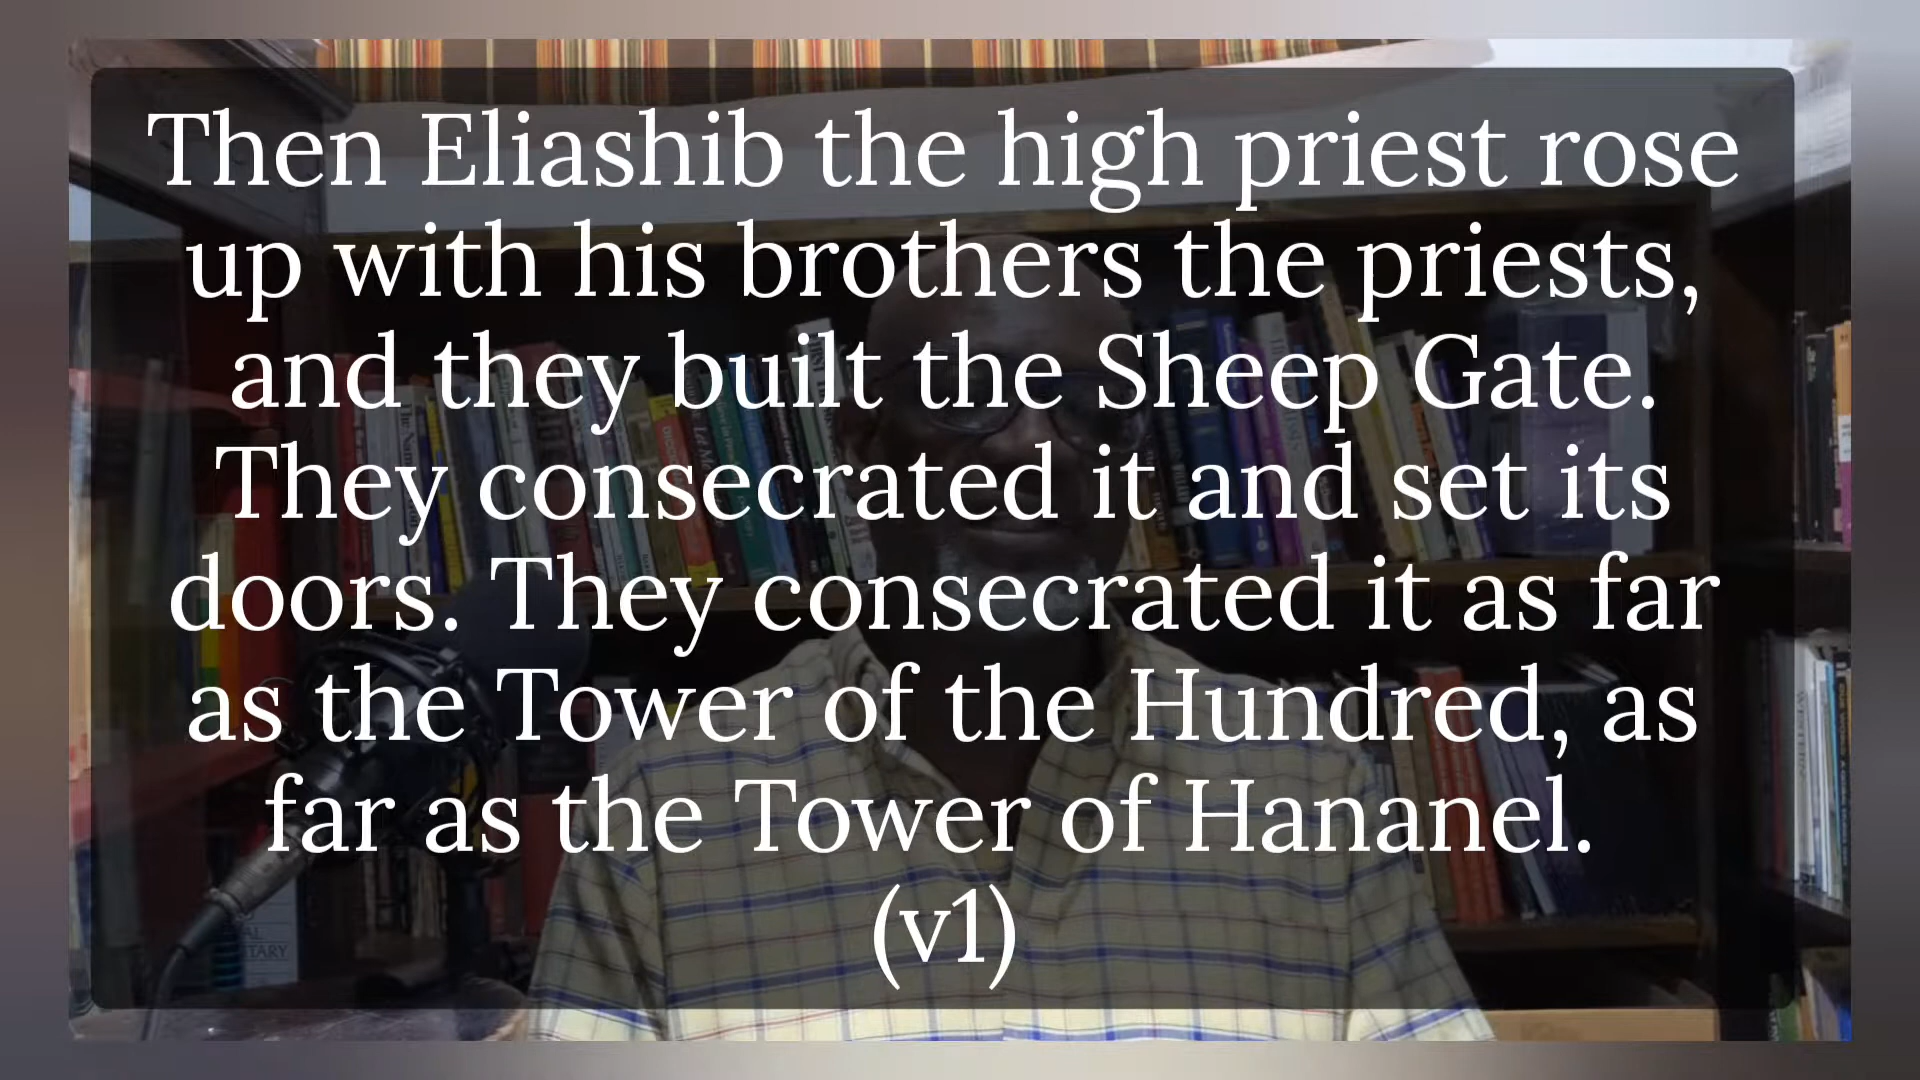 Then Eliashib the high priest rose
up with his brothers the priests,
and they built the Sheep Gate.
They consecrated it and set its
doors. They consecrated it as far
as the Tower of the Hundred, as
far as the Tower of Hananel.
(v1)